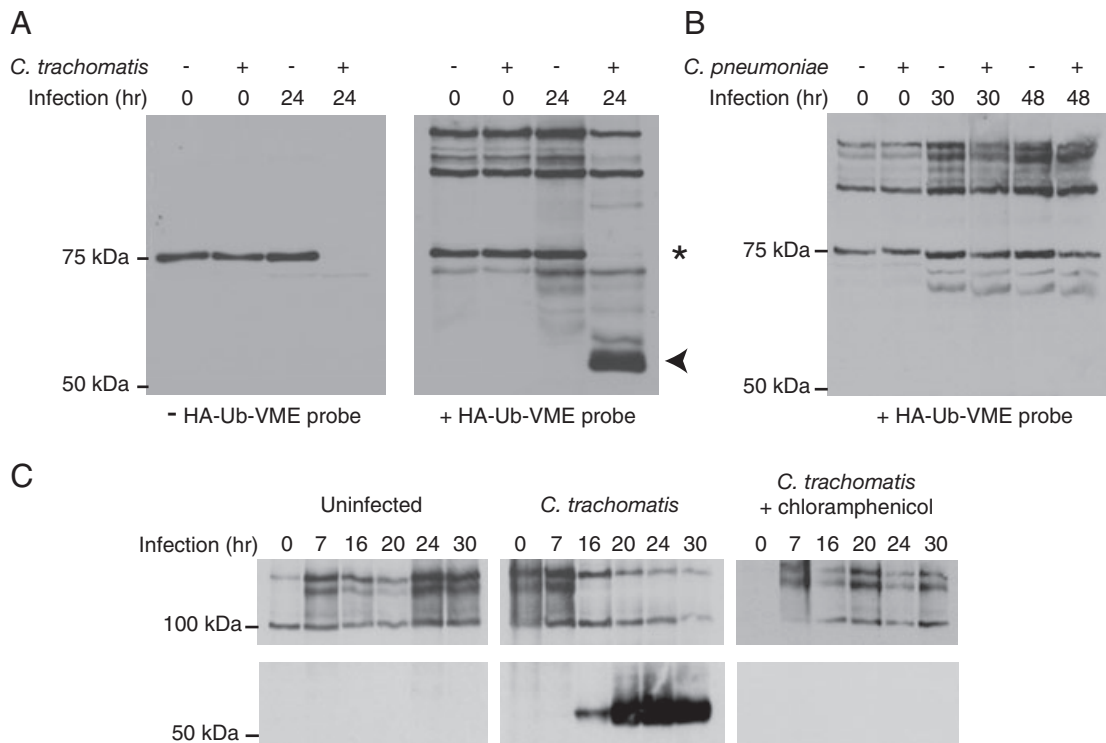 A
C. trachomatis - + - +
Infection (hr) 0 0 24 24
- + - +
0 0 24 24
75 kDa
50 kDa
*
- HA-Ub-VME probe
+ HA-Ub-VME probe
B
C. pneumoniae - + - + - +
Infection (hr) 0 0 30 30 48 48
75 kDa
50 kDa
+ HA-Ub-VME probe
C
Uninfected
C. trachomatis
C. trachomatis
+ chloramphenicol
Infection (hr) 0 7 16 20 24 30
0 7 16 20 24 30
0 7 16 20 24 30
100 kDa
50 kDa